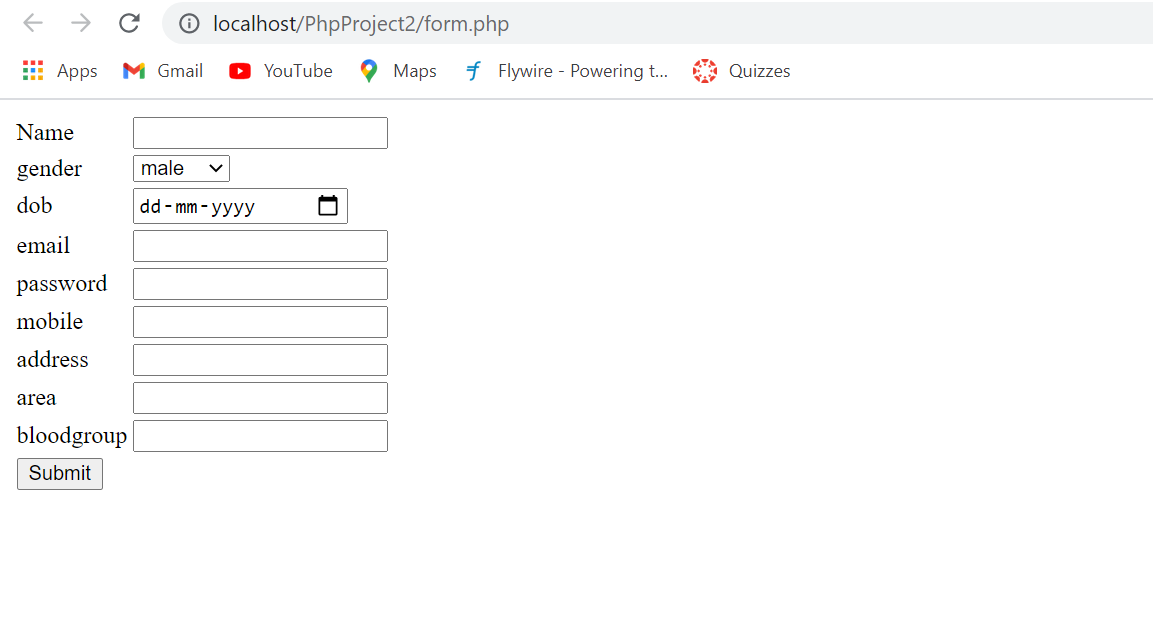 localhost/PhpProject2/form.php
Apps Gmail YouTube Maps Flywire - Powering t... Quizzes
Name
gender male
dob dd-mm-yyyy
email
password
mobile
address
area
bloodgroup
Submit